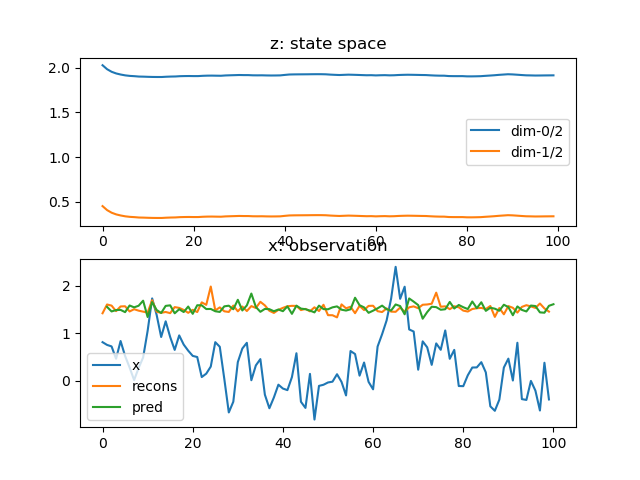 z: state space
2.0
1.5
1.0
0.5
dim-0/2
dim-1/2
0 20 40 60 80 100
x: observation
2
1
0
x
recons
pred
0 20 40 60 80 100